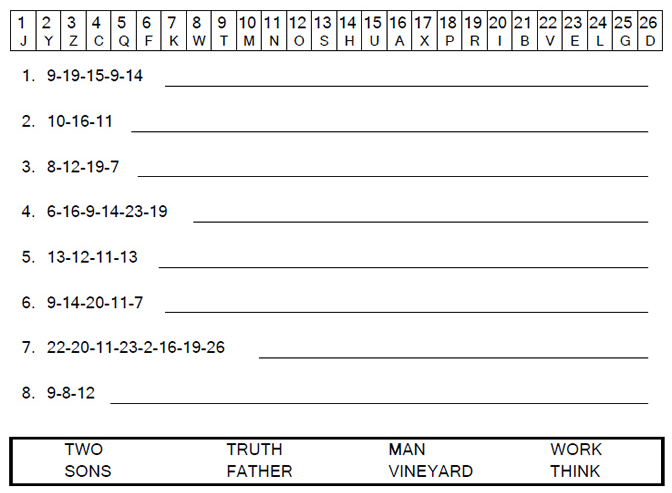 1 2 3 4 5 6 7 8 9 10 11 12 13 14 15 16 17 18 19 20 21 22 23 24 25 26
J Y Z C Q F K W T M N O S H U A X P R I B V E L G D
1. 9-19-15-9-14
2. 10-16-11
3. 8-12-19-7
4. 6-16-9-14-23-19
5. 13-12-11-13
6. 9-14-20-11-7
7. 22-20-11-23-2-16-19-26
8. 9-8-12
TWO TRUTH MAN WORK
SONS FATHER VINEYARD THINK